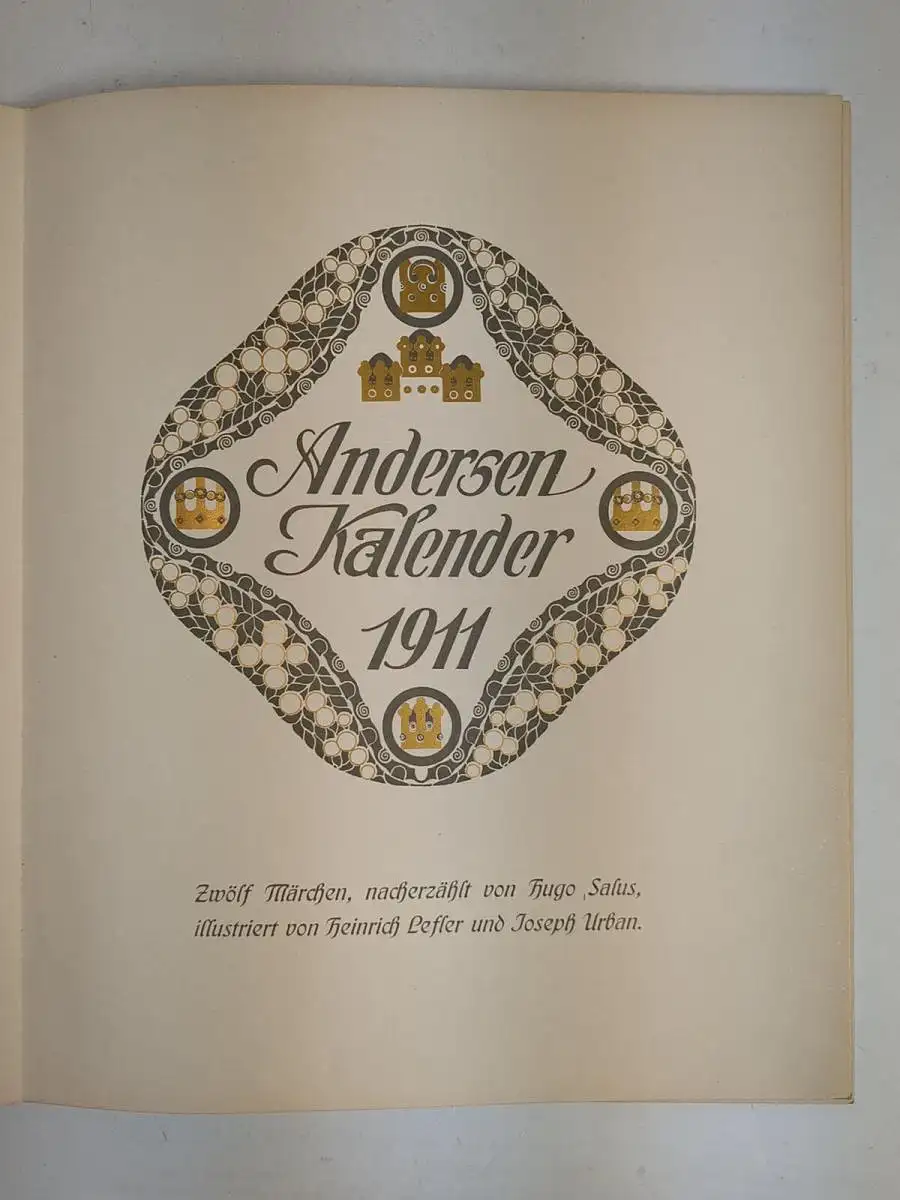 Andersen
Kalender
1911
Zwölf Märchen, nacherzählt von Hugo Salus,
illustriert von Heinrich Lefler und Joseph Urban.